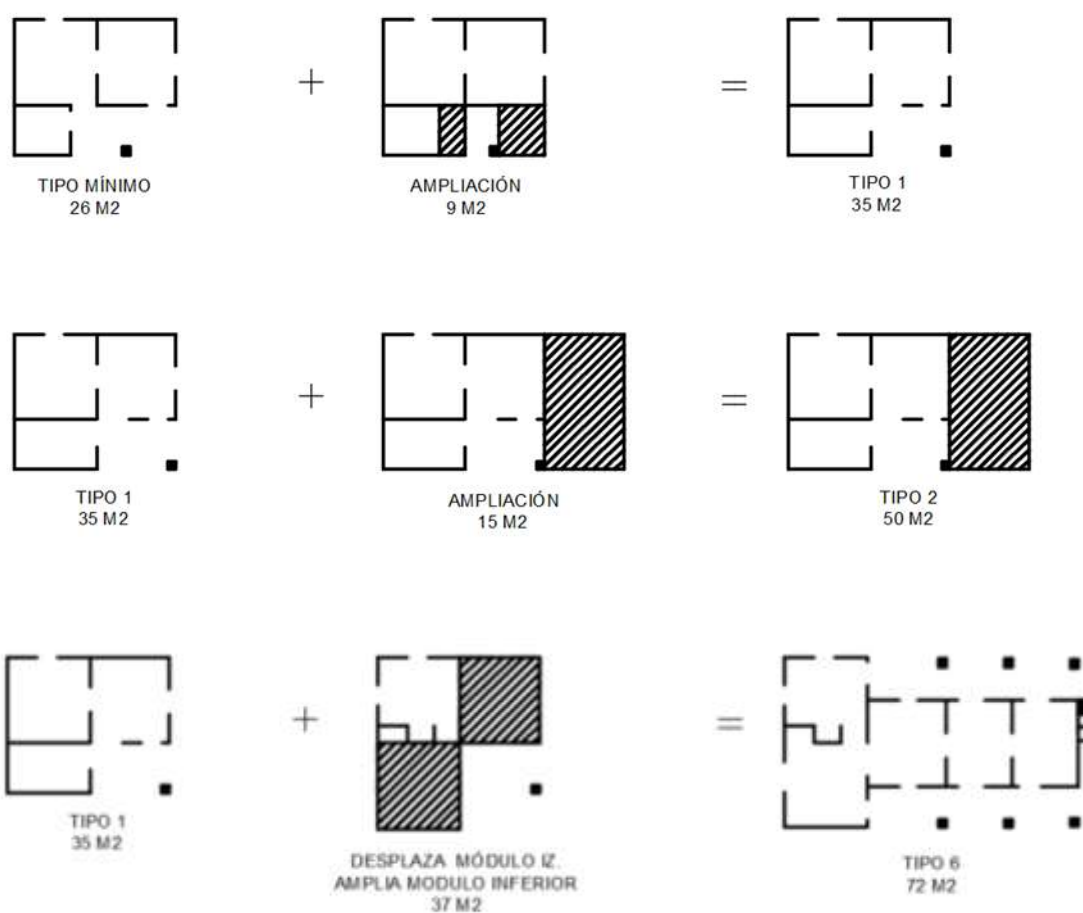 +
=
TIPO MÍNIMO
26 M2
AMPLIACIÓN
9 M2
TIPO 1
35 M2
+
=
TIPO 1
35 M2
AMPLIACIÓN
15 M2
TIPO 2
50 M2
+
=
TIPO 1
35 M2
DESPLAZA MÓDULO IZ.
AMPLIA MODULO INFERIOR
37 M2
TIPO 6
72 M2